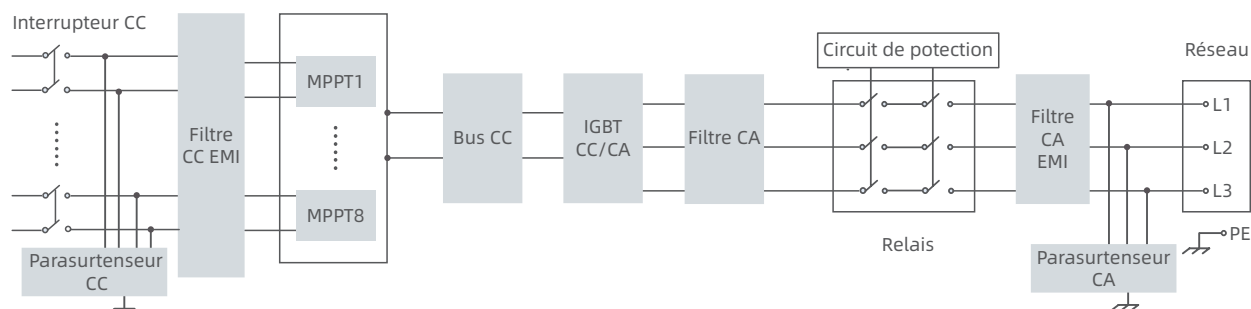 Interrupteur CC
Filtre
CC EMI
MPPT1
MPPT8
Parasurtenseur
CC
Bus CC
IGBT
CC/CA
Filtre CA
Circuit de potection
Relais
Filtre
CA
EMI
Réseau
L1
L2
L3
PE
Parasurtenseur
CA